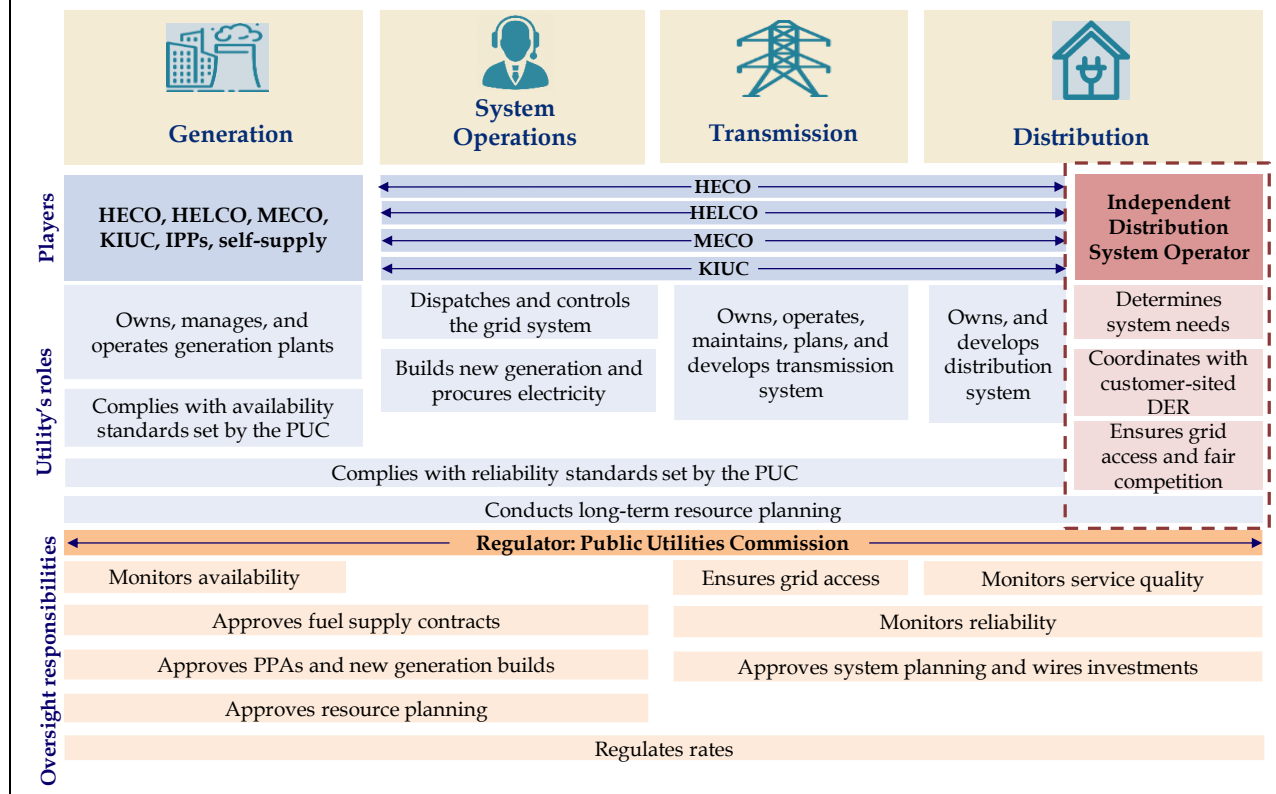 Generation
System
Operations
Transmission
Distribution
Players
HECO, HELCO, MECO,
KIUC, IPPs, self-supply
HECO
HELCO
MECO
KIUC
Independent
Distribution
System Operator
Utility's roles
Owns, manages, and
operates generation plants
Complies with availability
standards set by the PUC
Dispatches and controls
the grid system
Builds new generation and
procures electricity
Owns, operates,
maintains, plans, and
develops transmission
system
Owns, and
develops
distribution
system
Determines
system needs
Coordinates with
customer-sited
DER
Ensures grid
access and fair
competition
Complies with reliability standards set by the PUC
Conducts long-term resource planning
Regulator: Public Utilities Commission
Oversight responsibilities
Monitors availability
Ensures grid access
Monitors service quality
Approves fuel supply contracts
Monitors reliability
Approves PPAs and new generation builds
Approves system planning and wires investments
Approves resource planning
Regulates rates